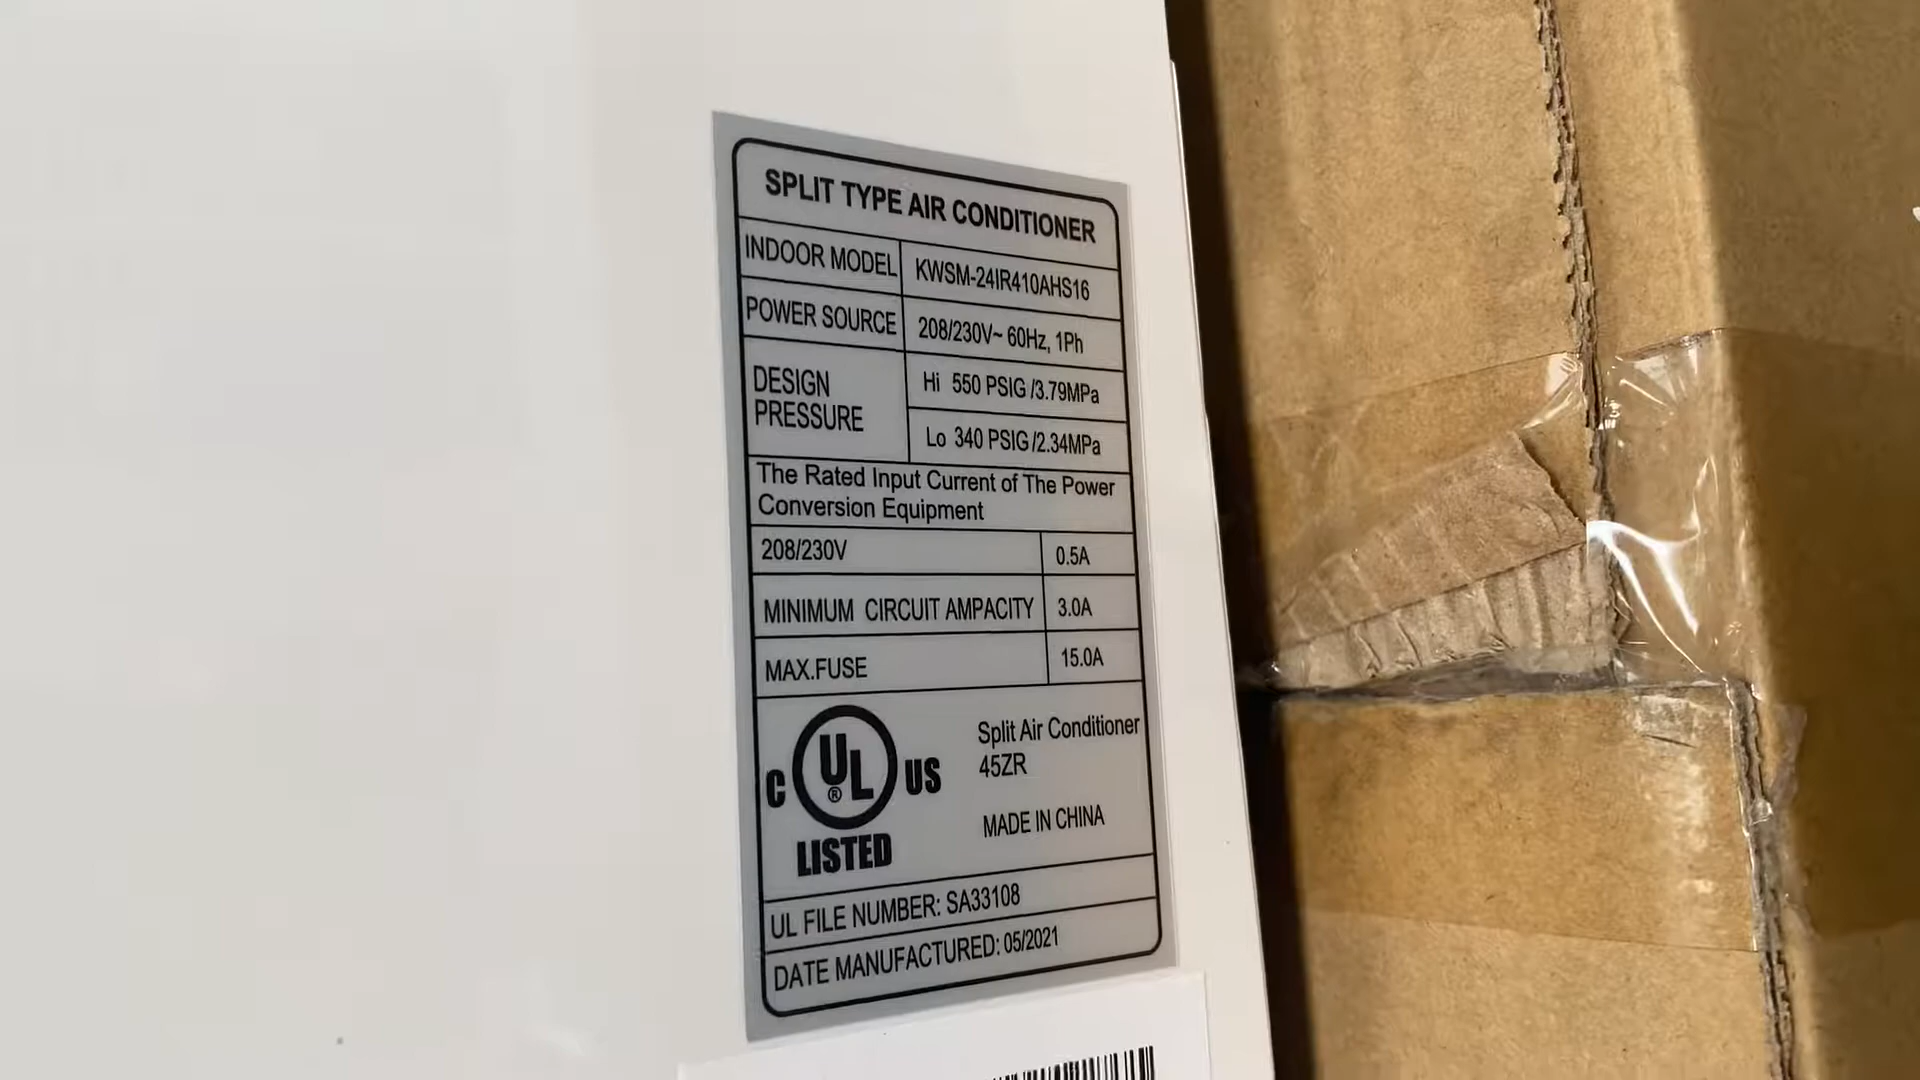 SPLIT TYPE AIR CONDITIONER
INDOOR MODEL KWSM-24IR410AHS16
POWER SOURCE 208/230V~ 60Hz, 1Ph
DESIGN PRESSURE
Hi 550 PSIG /3.79MPa
Lo 340 PSIG /2.34MPa
The Rated Input Current of The Power
Conversion Equipment
208/230V 0.5A
MINIMUM CIRCUIT AMPACITY 3.0A
MAX.FUSE 15.0A
C UL ® US
LISTED
Split Air Conditioner
45ZR
MADE IN CHINA
UL FILE NUMBER: SA33108
DATE MANUFACTURED: 05/2021